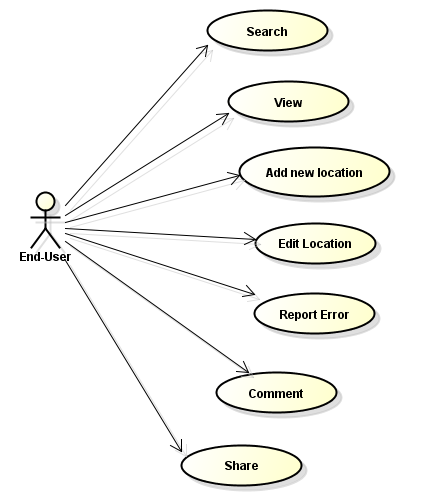 Search
View
Add new location
Edit Location
End-User
Report Error
Comment
Share